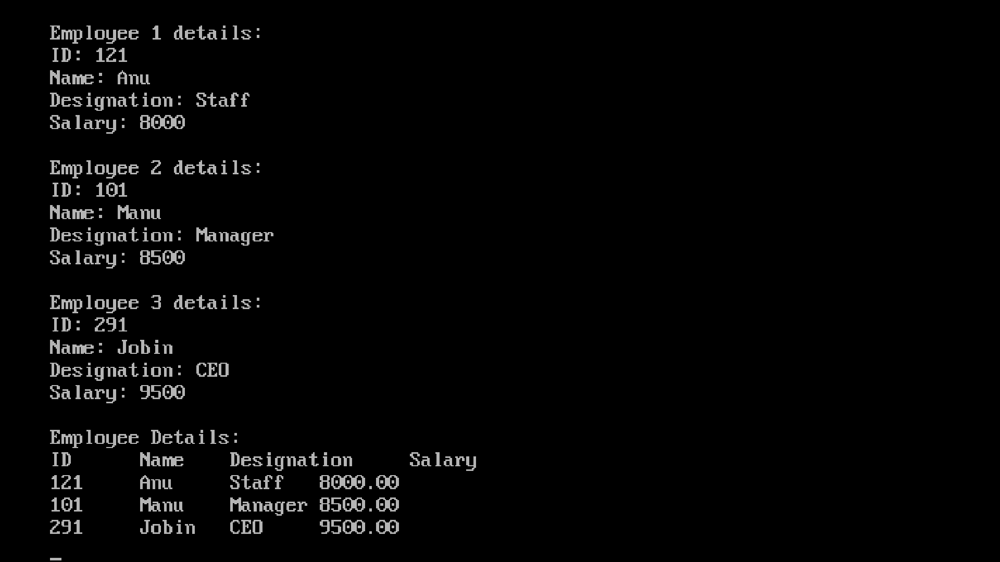 Employee 1 details:
ID: 121
Name: Anu
Designation: Staff
Salary: 8000
Employee 2 details:
ID: 101
Name: Manu
Designation: Manager
Salary: 8500
Employee 3 details:
ID: 291
Name: Jobin
Designation: CEO
Salary: 9500
Employee Details:
ID Name Designation Salary
121 Anu Staff 8000.00
101 Manu Manager 8500.00
291 Jobin CEO 9500.00
_